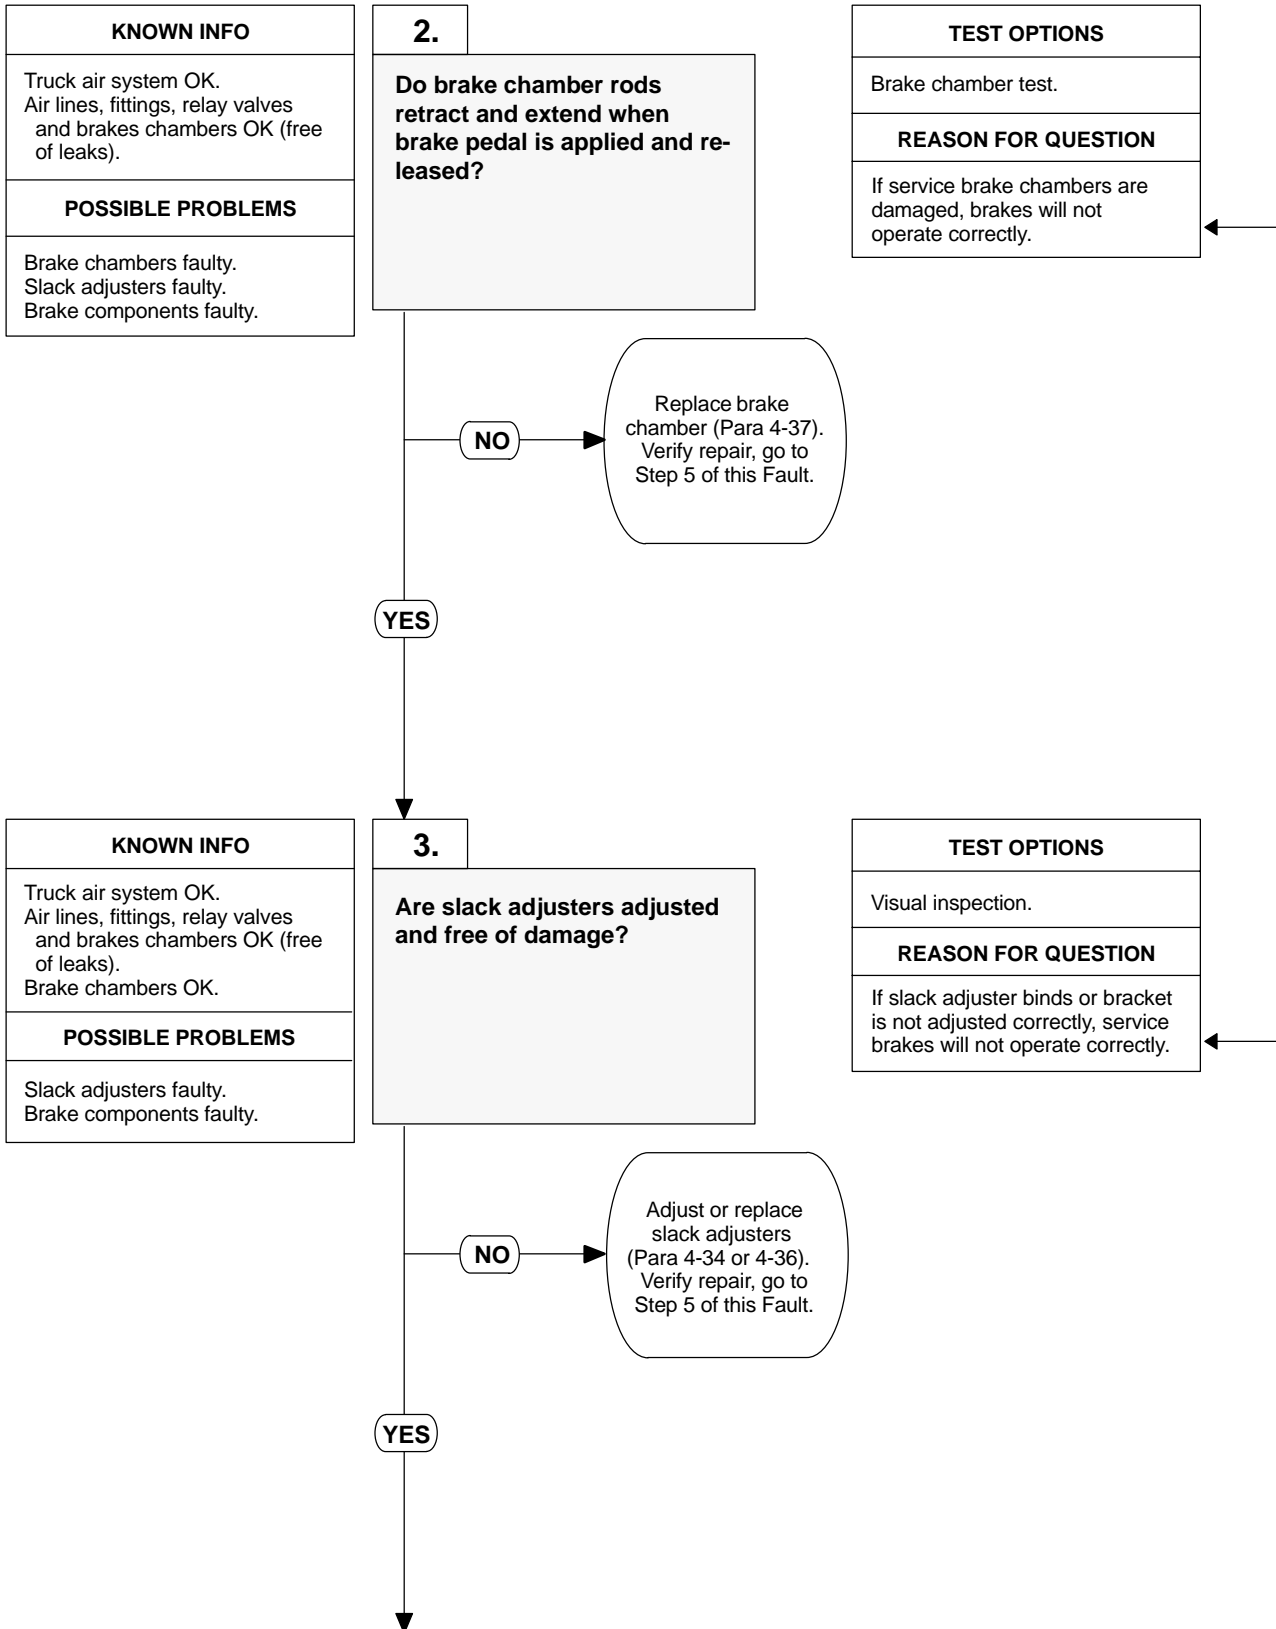 KNOWN INFO
Truck air system OK.
Air lines, fittings, relay valves
and brakes chambers OK (free
of leaks).
POSSIBLE PROBLEMS
Brake chambers faulty.
Slack adjusters faulty.
Brake components faulty.
2.
Do brake chamber rods
retract and extend when
brake pedal is applied and re-
leased?
TEST OPTIONS
Brake chamber test.
REASON FOR QUESTION
If service brake chambers are
damaged, brakes will not
operate correctly.
NO
Replace brake
chamber (Para 4-37).
Verify repair, go to
Step 5 of this Fault.
YES
KNOWN INFO
Truck air system OK.
Air lines, fittings, relay valves
and brakes chambers OK (free
of leaks).
Brake chambers OK.
POSSIBLE PROBLEMS
Slack adjusters faulty.
Brake components faulty.
3.
Are slack adjusters adjusted
and free of damage?
TEST OPTIONS
Visual inspection.
REASON FOR QUESTION
If slack adjuster binds or bracket
is not adjusted correctly, service
brakes will not operate correctly.
NO
Adjust or replace
slack adjusters
(Para 4-34 or 4-36).
Verify repair, go to
Step 5 of this Fault.
YES